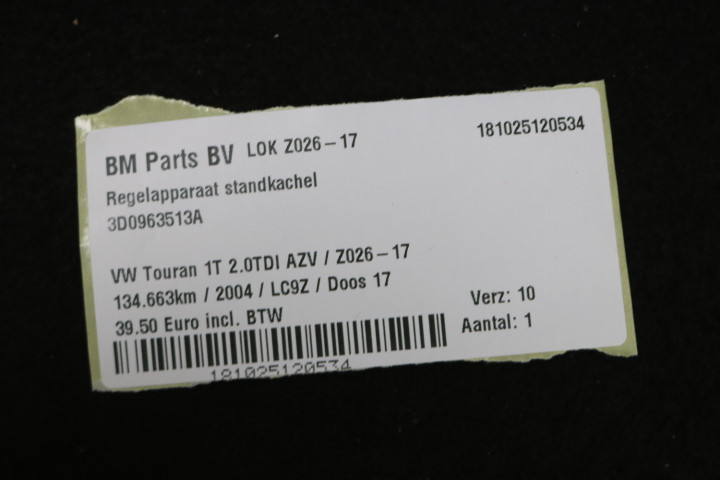 BM Parts BV LOK Z026-17 181025120534
Regelapparaat standkachel
3D0963513A
VW Touran 1T 2.0TDI AZV / Z026-17
134.663km / 2004 / LC9Z / Doos 17
39.50 Euro incl. BTW
Verz: 10
Aantal: 1
181025120534